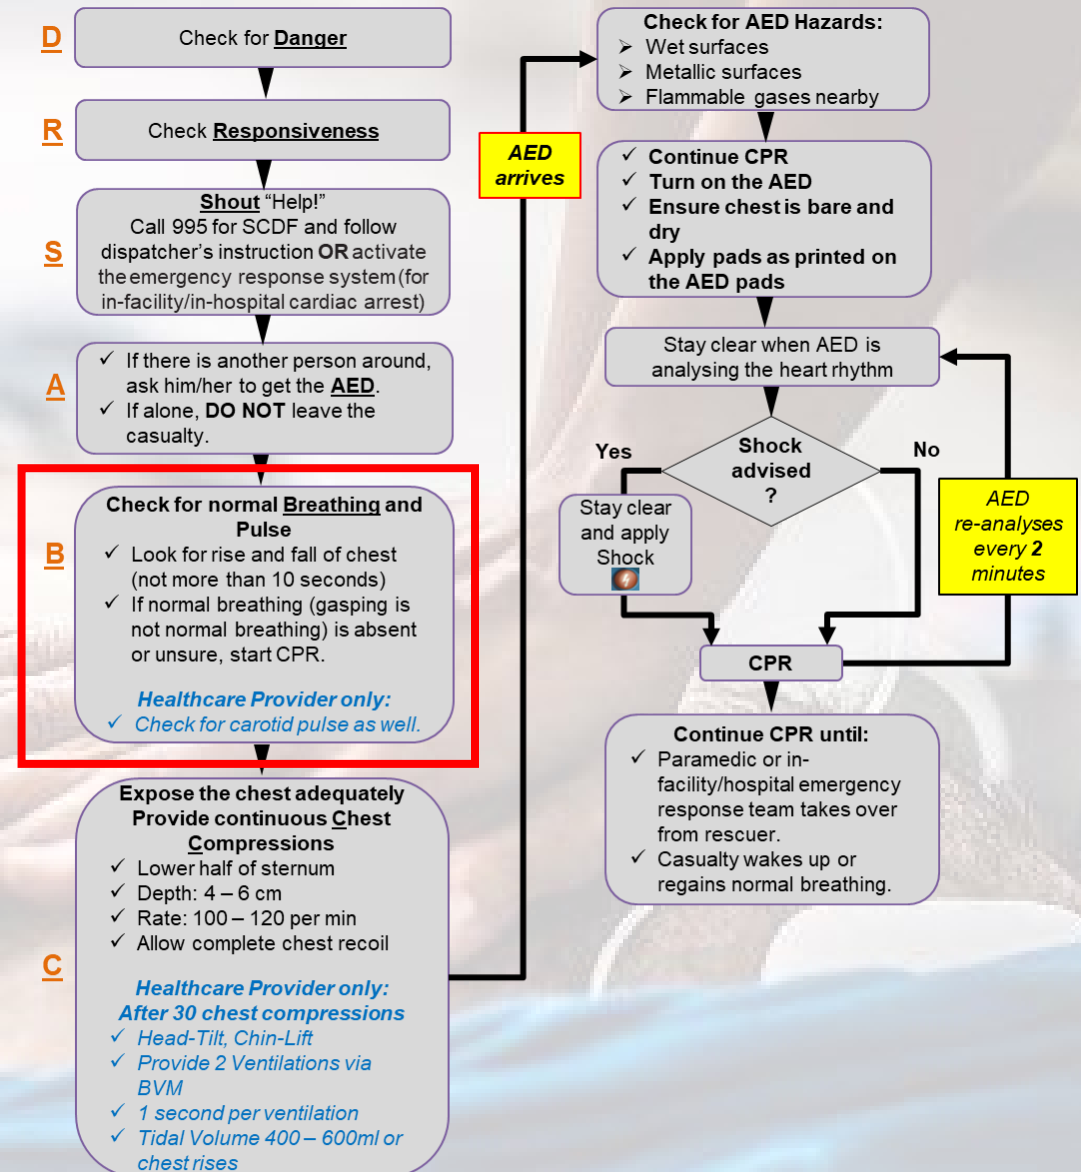 D
Check for Danger
R
Check Responsiveness
S
Shout “Help!”
Call 995 for SCDF and follow
dispatcher’s instruction OR activate
the emergency response system (for
in-facility/in-hospital cardiac arrest)
A
✓ If there is another person around,
ask him/her to get the AED.
✓ If alone, DO NOT leave the
casualty.
B
Check for normal Breathing and
Pulse
✓ Look for rise and fall of chest
(not more than 10 seconds)
✓ If normal breathing (gasping is
not normal breathing) is absent
or unsure, start CPR.
Healthcare Provider only:
✓ Check for carotid pulse as well.
C
Expose the chest adequately
Provide continuous Chest
Compressions
✓ Lower half of sternum
✓ Depth: 4 – 6 cm
✓ Rate: 100 – 120 per min
✓ Allow complete chest recoil
Healthcare Provider only:
After 30 chest compressions
✓ Head-Tilt, Chin-Lift
✓ Provide 2 Ventilations via
BVM
✓ 1 second per ventilation
✓ Tidal Volume 400 – 600ml or
chest rises
AED
arrives
Check for AED Hazards:
➢ Wet surfaces
➢ Metallic surfaces
➢ Flammable gases nearby
✓ Continue CPR
✓ Turn on the AED
✓ Ensure chest is bare and
dry
✓ Apply pads as printed on
the AED pads
Stay clear when AED is
analysing the heart rhythm
Shock
advised
?
Yes
No
Stay clear
and apply
Shock
AED
re-analyses
every 2
minutes
CPR
Continue CPR until:
✓ Paramedic or in-
facility/hospital emergency
response team takes over
from rescuer.
✓ Casualty wakes up or
regains normal breathing.